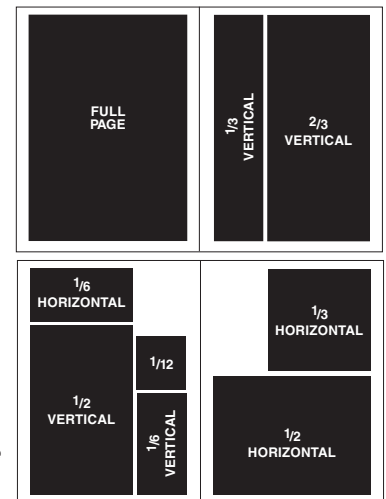 FULL
PAGE
1/3
VERTICAL
2/3
VERTICAL
1/6
HORIZONTAL
1/2
VERTICAL
1/12
1/6
VERTICAL
1/3
HORIZONTAL
1/2
HORIZONTAL